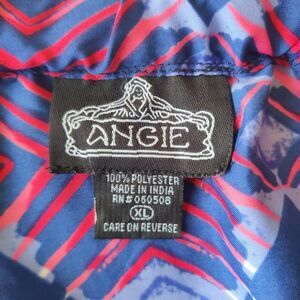 ANGIE
100% POLYESTER
MADE IN INDIA
RN# 060508
XL
CARE ON REVERSE